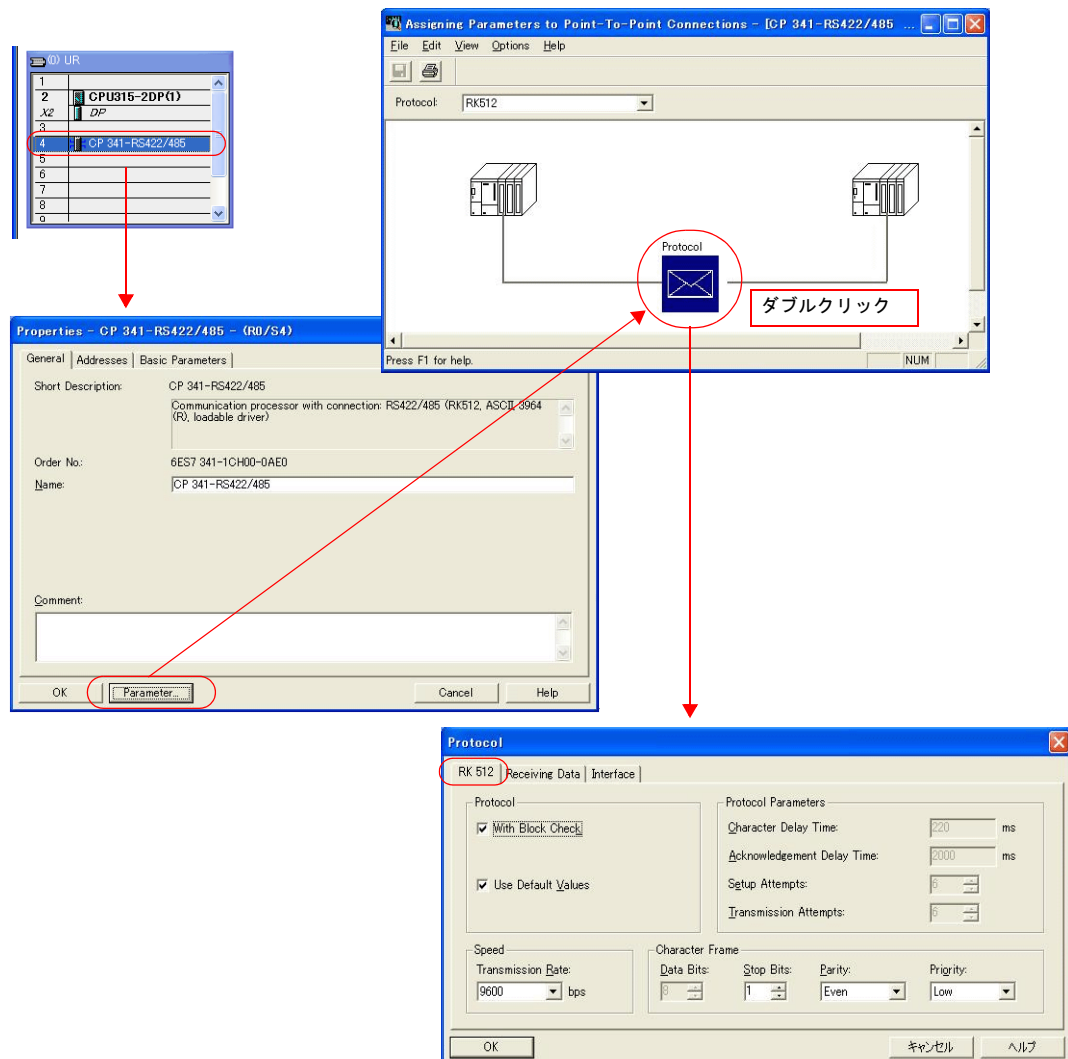 (0) UR
1
2 CPU315-2DP(1)
X2 DP
3
4 CP 341-RS422/485
5
6
7
8
9
Assigning Parameters to Point-To-Point Connections - [CP 341-RS422/485 ...
File Edit View Options Help
Protocol: RK512
Protocol
ダブルクリック
Press F1 for help.
NUM
Properties - CP 341-RS422/485 - (R0/S4)
General Addresses Basic Parameters
Short Description: CP 341-RS422/485
Communication processor with connection: RS422/485 (RK512, ASCII, 3964
(R), loadable driver)
Order No.: 6ES7 341-1CH00-0AE0
Name: CP 341-RS422/485
Comment:
OK Parameter... Cancel Help
Protocol
RK 512 Receiving Data Interface
Protocol
With Block Check
Use Default Values
Protocol Parameters
Character Delay Time: 220 ms
Acknowledgement Delay Time: 2000 ms
Setup Attempts: 6
Transmission Attempts: 6
Speed
Transmission Rate:
9600 bps
Character Frame
Data Bits: Stop Bits: Parity: Priority:
8 1 Even Low
OK キャンセル ヘルプ